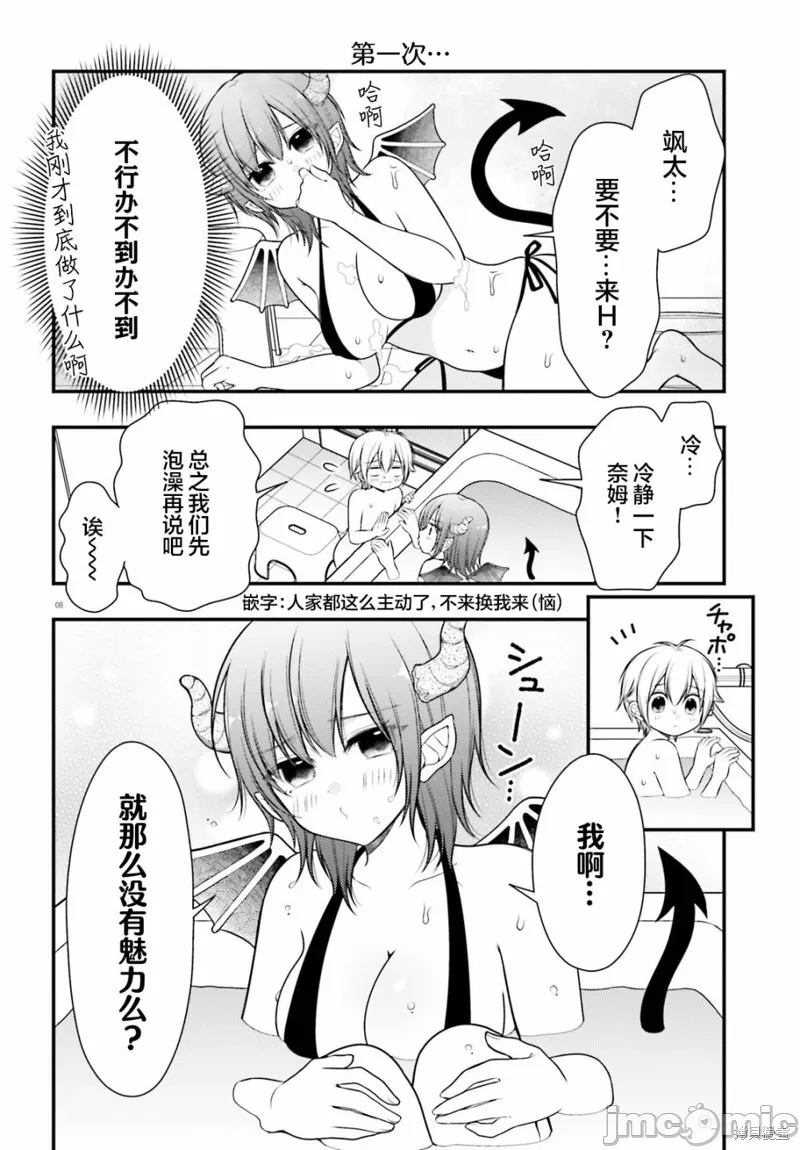 第一次…
飒太…
要不要…来H?
哈啊
哈啊
不行办不到办不到
我刚才到底做了什么啊
冷…
冷静一下
奈姆!
总之我们先
泡澡再说吧
诶～～
08
嵌字:人家都这么主动了,不来换我来(恼)
チャポ…
シューン…
我啊…
就那么没有魅力么?
jmcomic
拷貝漫畫